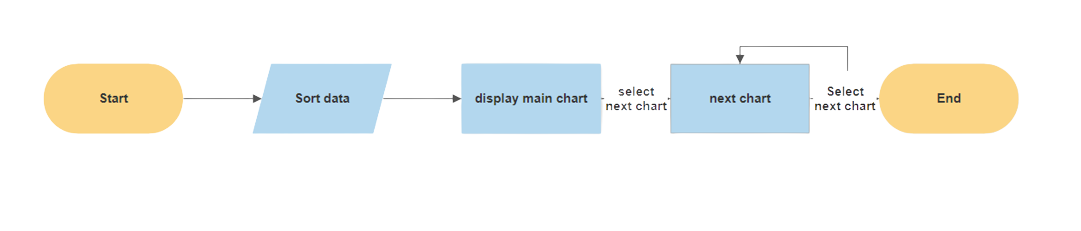 Start
Sort data
display main chart
select
next chart
next chart
Select
next chart
End